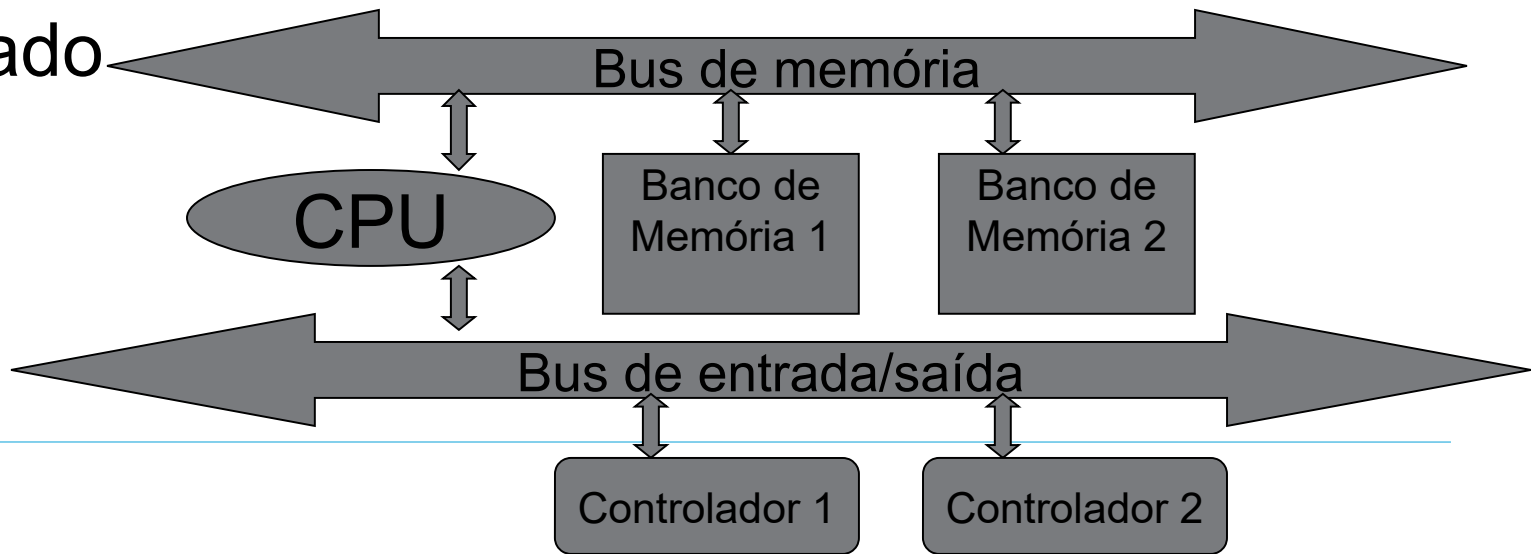 ado
Bus de memória
CPU
Banco de
Memória 1
Banco de
Memória 2
Bus de entrada/saída
Controlador 1
Controlador 2